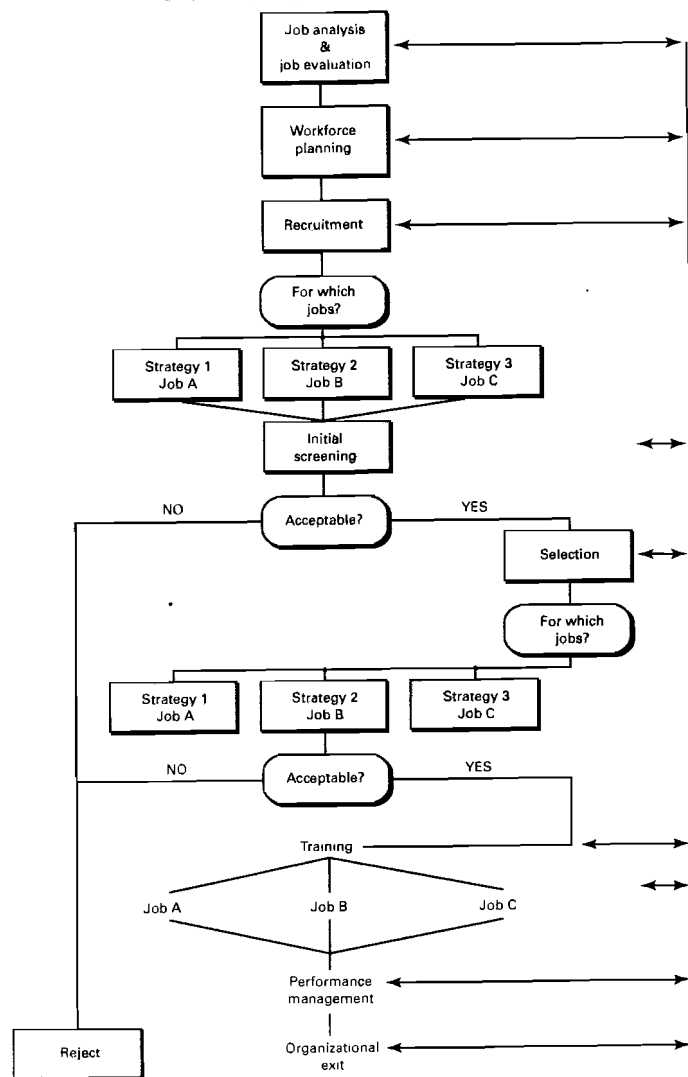 Job analysis
&
job evaluation
Workforce
planning
Recruitment
For which
jobs?
Strategy 1
Job A
Strategy 2
Job B
Strategy 3
Job C
Initial
screening
NO
Acceptable?
YES
Selection
For which
jobs?
Strategy 1
Job A
Strategy 2
Job B
Strategy 3
Job C
NO
Acceptable?
YES
Training
Job A
Job B
Job C
Performance
management
Reject
Organizational
exit